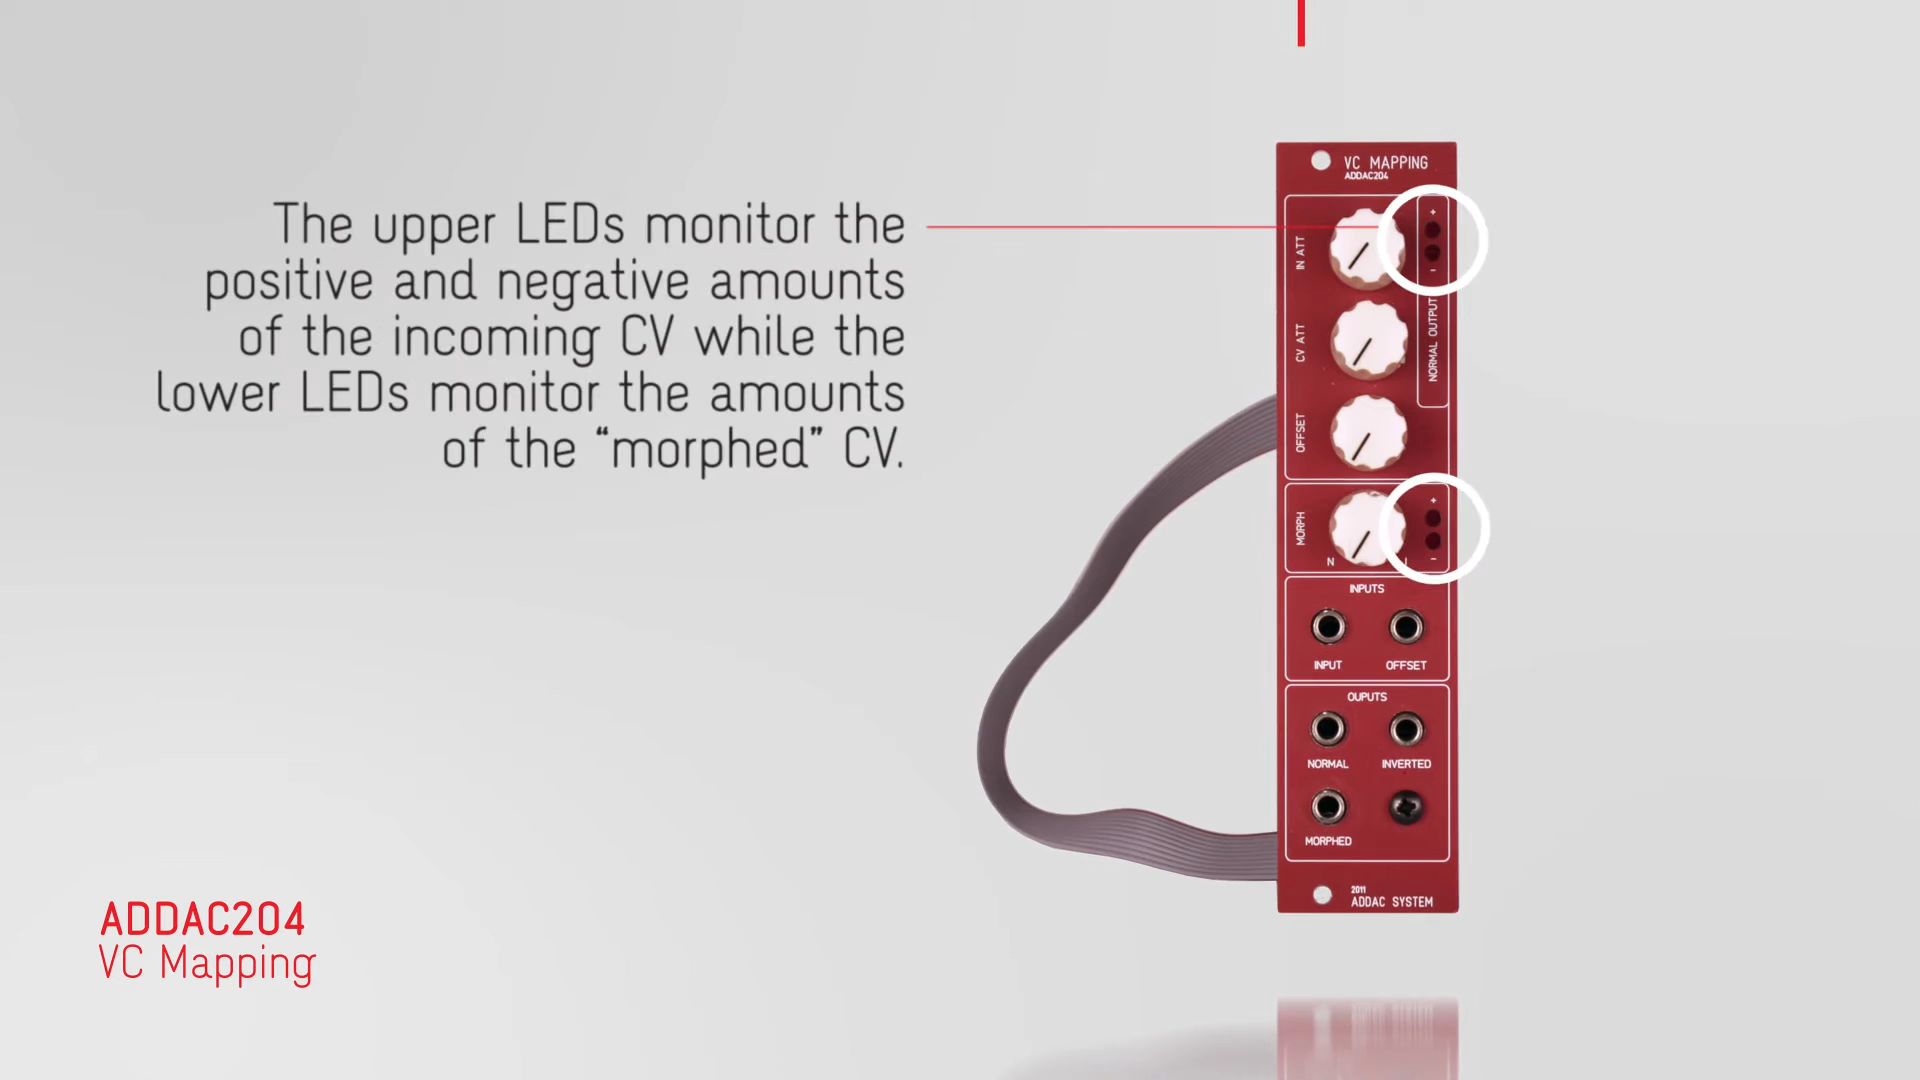 The upper LEDs monitor the
positive and negative amounts
of the incoming CV while the
lower LEDs monitor the amounts
of the “morphed” CV.
VC MAPPING
ADDAC204
+
IN ATT
-
NORMAL OUTPUT
CV ATT
OFFSET
+
MORPH
-
N I
INPUTS
INPUT OFFSET
OUPUTS
NORMAL INVERTED
MORPHED
2011
ADDAC SYSTEM
ADDAC204
VC Mapping